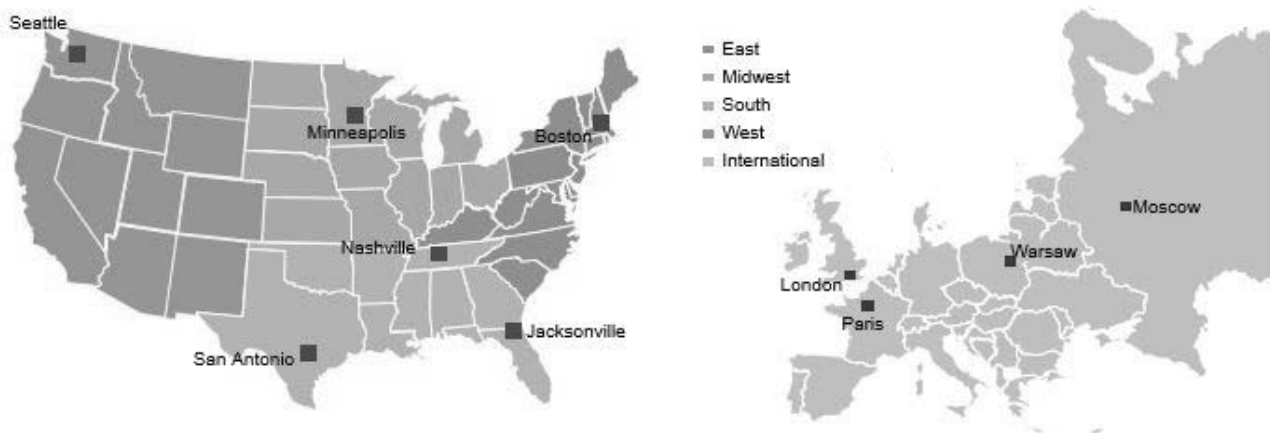 Seattle
Minneapolis
Boston
Nashville
San Antonio
Jacksonville
East
Midwest
South
West
International
Moscow
Warsaw
London
Paris